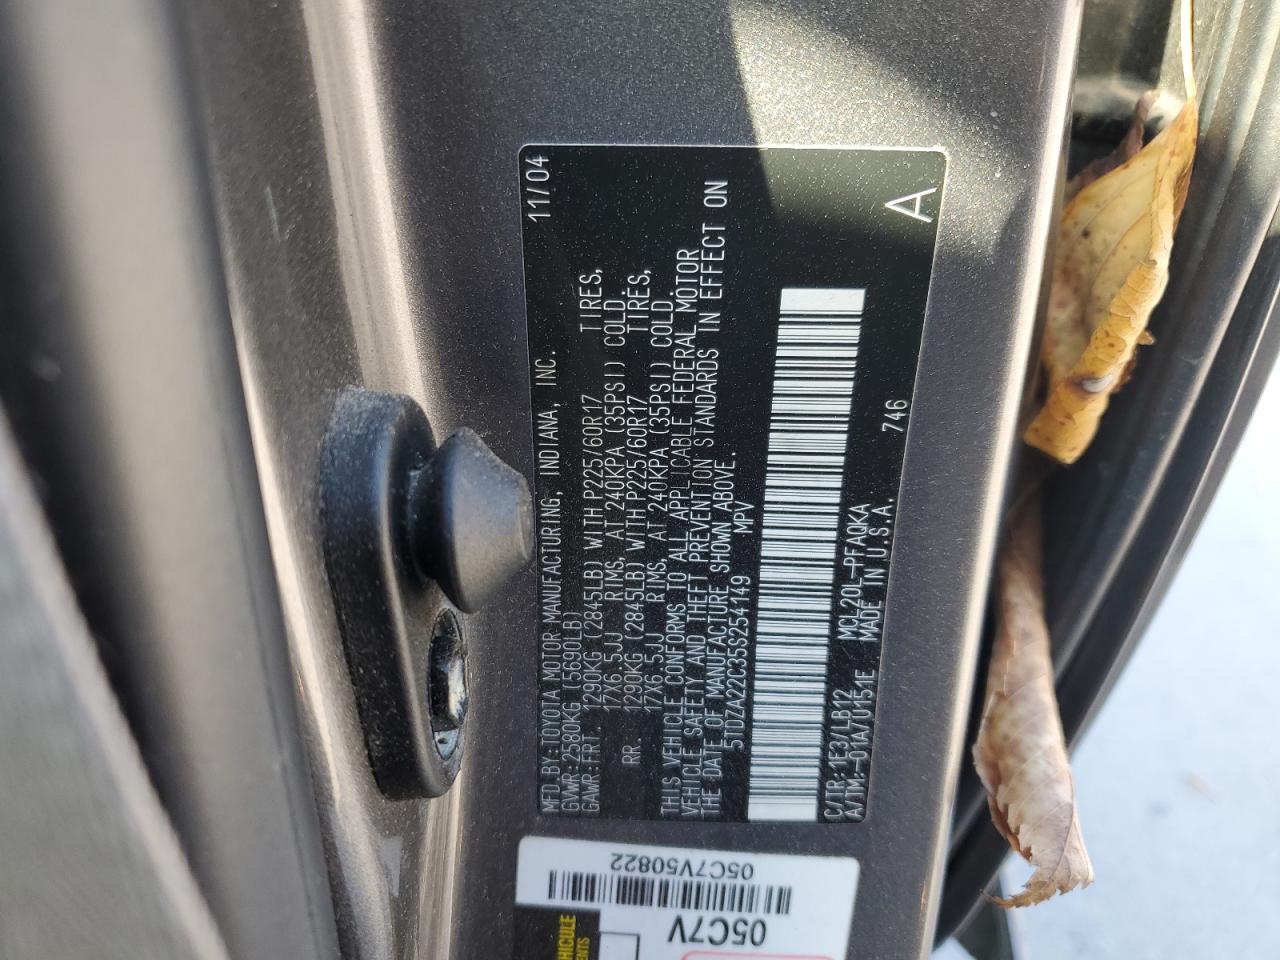 MFD.BY:TOYOTA MOTOR MANUFACTURING, INDIANA, INC. 11/04
GVWR:2580KG (5690LB)
GAWR:FRT. 1290KG (2845LB) WITH P225/60R17 TIRES,
17X6.5JJ RIMS, AT 240KPA (35PSI) COLD.
RR. 1290KG (2845LB) WITH P225/60R17 TIRES,
17X6.5JJ RIMS, AT 240KPA (35PSI) COLD
THIS VEHICLE CONFORMS TO ALL APPLICABLE FEDERAL MOTOR
VEHICLE SAFETY AND THEFT PREVENTION STANDARDS IN EFFECT ON
THE DATE OF MANUFACTURE SHOWN ABOVE.
5TDZA22C35S254149 MPV
C/TR:1E3/LB12 MCL20L-PFAQKA 746
A/TM:-01A/U151E MADE IN U.S.A. A
05C7V50822
05C7V
HICULE
ENTS